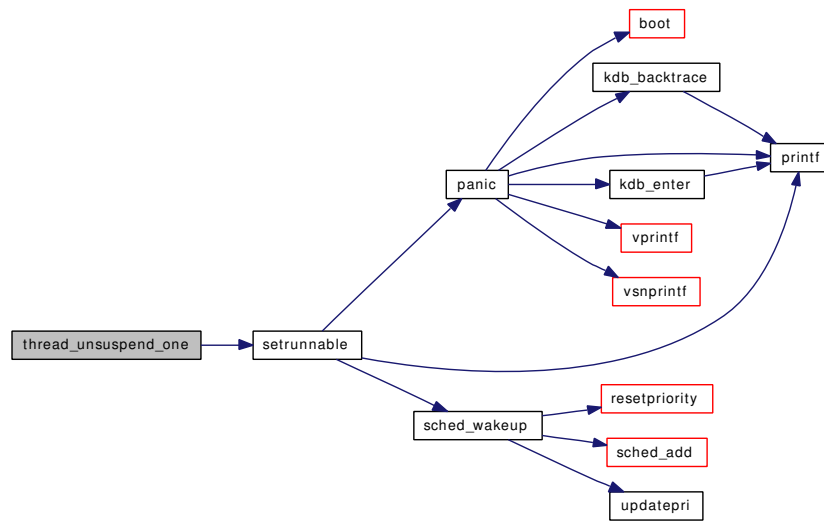 boot
kdb_backtrace
printf
panic
kdb_enter
vprintf
vsnprintf
thread_unsuspend_one
setrunnable
resetpriority
sched_wakeup
sched_add
updatepri